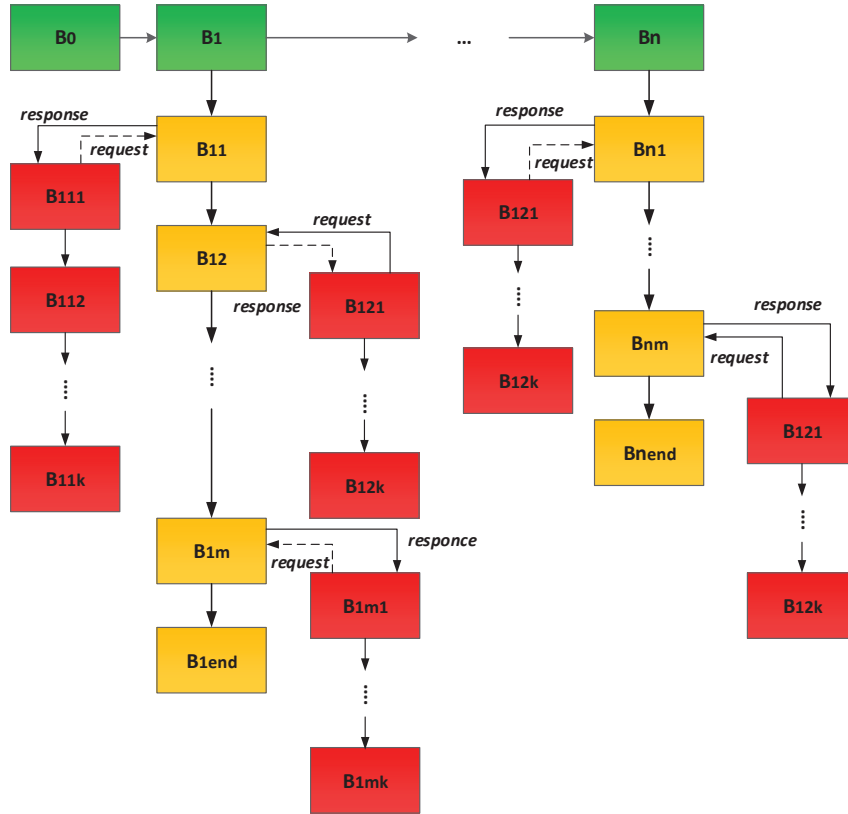 B0
B1
...
Bn
response
request
B11
B111
B112
....
B11k
B12
request
response
B121
....
B12k
....
B1m
responce
request
B1m1
....
B1mk
B1end
response
request
Bn1
B121
....
B12k
....
Bnm
response
request
B121
....
B12k
Bnend